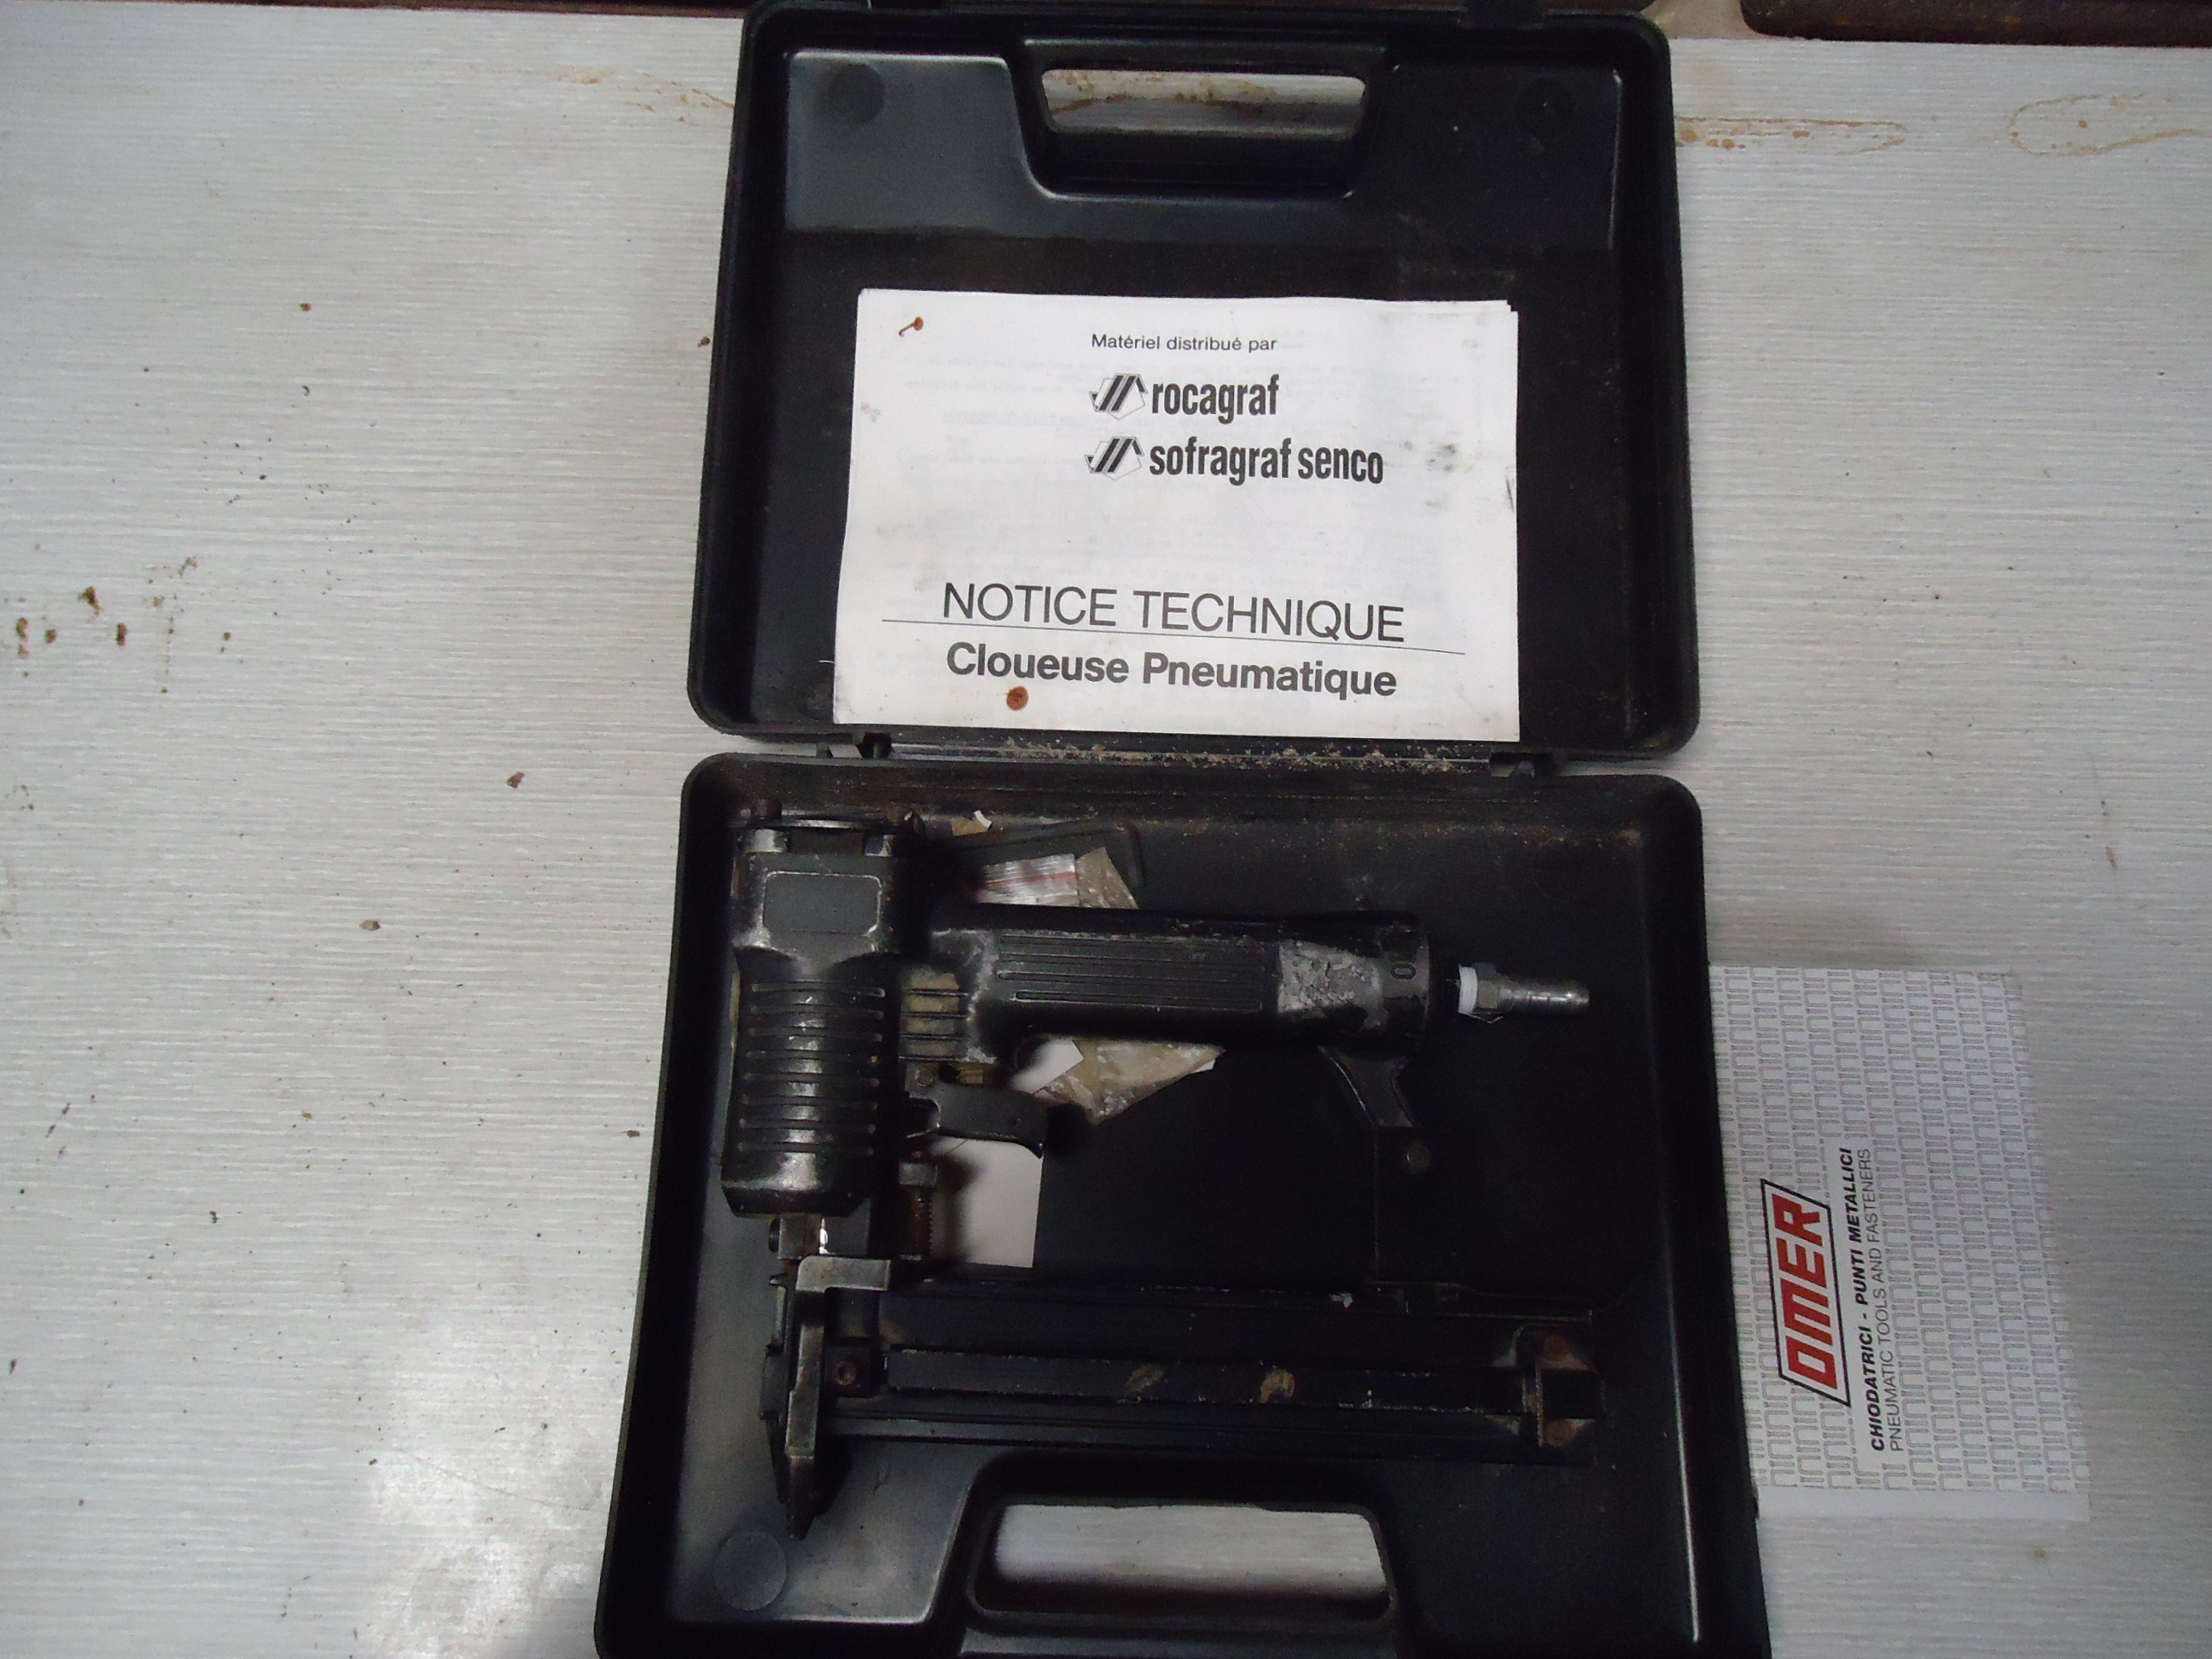 Matériel distribué par
rocagraf
sofragraf senco
NOTICE TECHNIQUE
Cloueuse Pneumatique
OMER
CHIODATRICI - PUNTI METALLICI
PNEUMATIC TOOLS AND FASTENERS